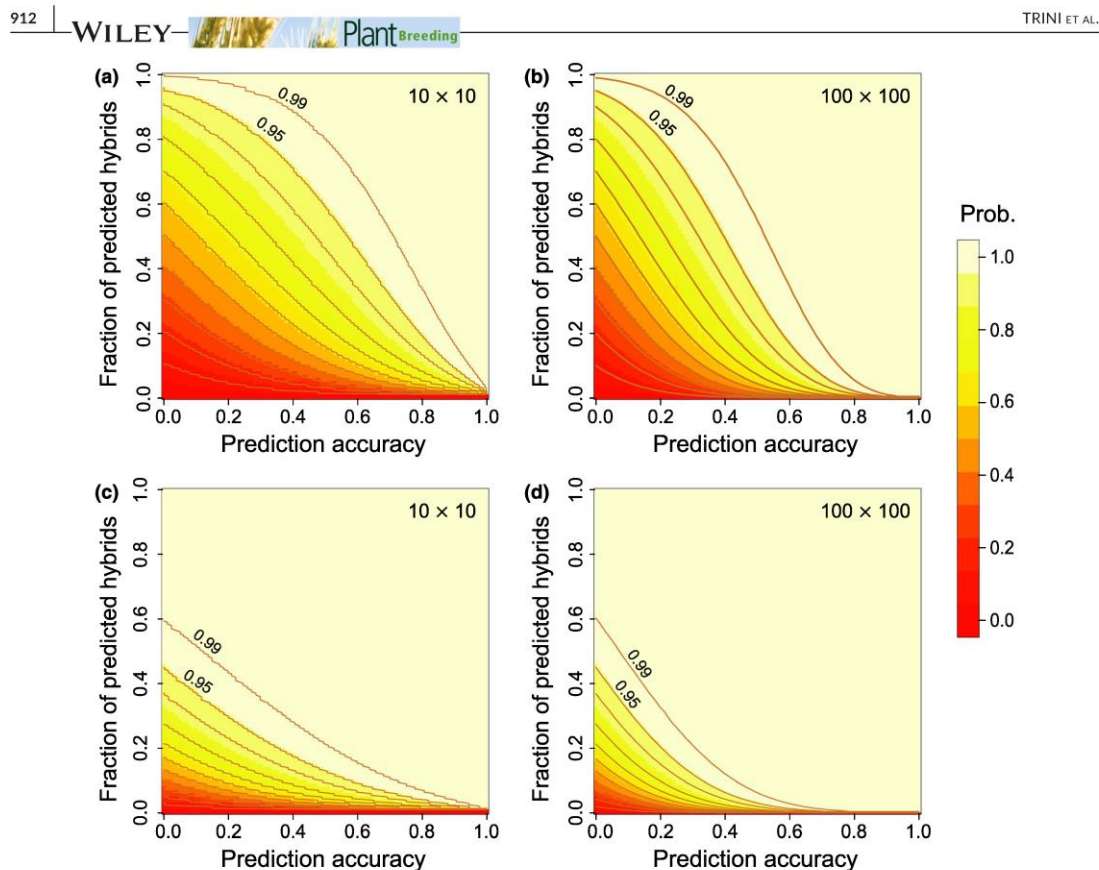 912
WILEY
Plant Breeding
TRINI ET AL.
(a)
10 × 10
0.99
0.95
Fraction of predicted hybrids
1.0
0.8
0.6
0.4
0.2
0.0
0.0 0.2 0.4 0.6 0.8 1.0
Prediction accuracy
(b)
100 × 100
0.99
0.95
Fraction of predicted hybrids
1.0
0.8
0.6
0.4
0.2
0.0
0.0 0.2 0.4 0.6 0.8 1.0
Prediction accuracy
Prob.
1.0
0.8
0.6
0.4
0.2
0.0
(c)
10 × 10
0.99
0.95
Fraction of predicted hybrids
1.0
0.8
0.6
0.4
0.2
0.0
0.0 0.2 0.4 0.6 0.8 1.0
Prediction accuracy
(d)
100 × 100
0.99
0.95
Fraction of predicted hybrids
1.0
0.8
0.6
0.4
0.2
0.0
0.0 0.2 0.4 0.6 0.8 1.0
Prediction accuracy